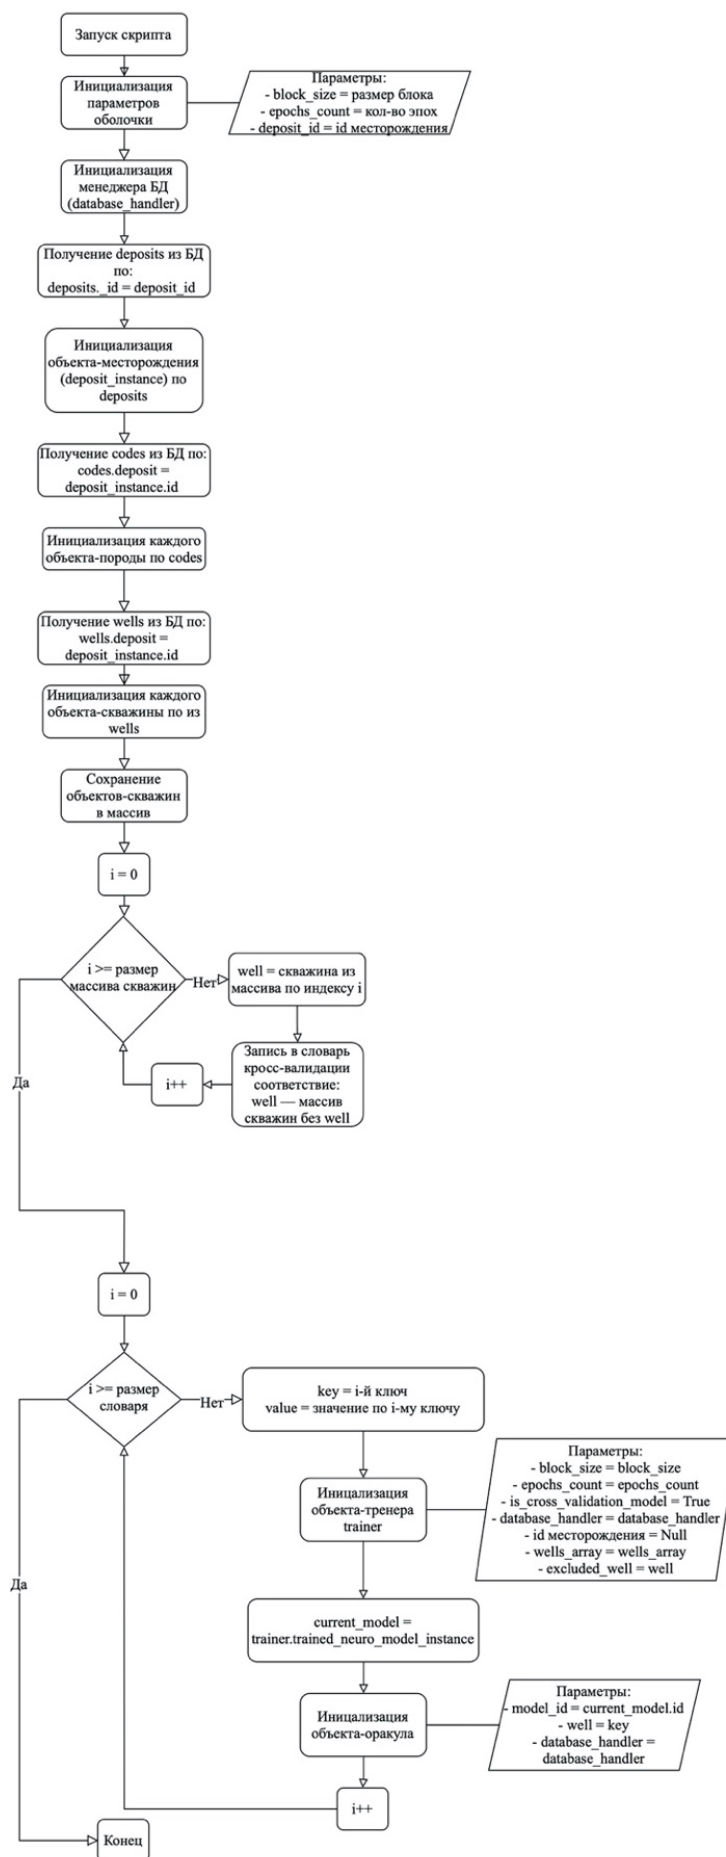 Запуск скрипта
Инициализация
параметров
оболочки
Параметры:
- block_size = размер блока
- epochs_count = кол-во эпох
- deposit_id = id месторождения
Инициализация
менеджера БД
(database_handler)
Получение deposits из БД
по:
deposits._id = deposit_id
Инициализация
объекта-месторождения
(deposit_instance) по
deposits
Получение codes из БД по:
codes.deposit =
deposit_instance.id
Инициализация каждого
объекта-породы по codes
Получение wells из БД по:
wells.deposit =
deposit_instance.id
Инициализация каждого
объекта-скважины по из
wells
Сохранение
объектов-скважин
в массив
i = 0
i >= размер
массива скважин
Нет
well = скважина из
массива по индексу i
Запись в словарь
кросс-валидации
соответствие:
well — массив
скважин без well
i++
Да
i = 0
i >= размер
словаря
Нет
key = i-й ключ
value = значение по i-му ключу
Иницализация
объекта-тренера
trainer
Параметры:
- block_size = block_size
- epochs_count = epochs_count
- is_cross_validation_model = True
- database_handler = database_handler
- id месторождения = Null
- wells_array = wells_array
- excluded_well = well
Да
current_model =
trainer.trained_neuro_model_instance
Иницализация
объекта-оракула
Параметры:
- model_id = current_model.id
- well = key
- database_handler =
database_handler
i++
Конец